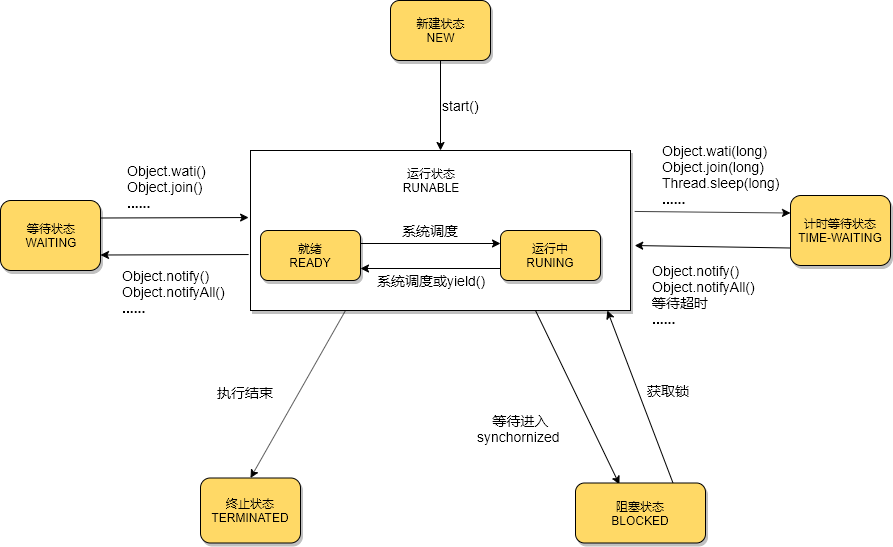 新建状态
NEW
start()
运行状态
RUNABLE
Object.wati()
Object.join()
......
Object.wati(long)
Object.join(long)
Thread.sleep(long)
......
等待状态
WAITING
就绪
READY
系统调度
运行中
RUNING
系统调度或yield()
计时等待状态
TIME-WAITING
Object.notify()
Object.notifyAll()
......
Object.notify()
Object.notifyAll()
等待超时
......
执行结束
等待进入
synchornized
获取锁
终止状态
TERMINATED
阻塞状态
BLOCKED